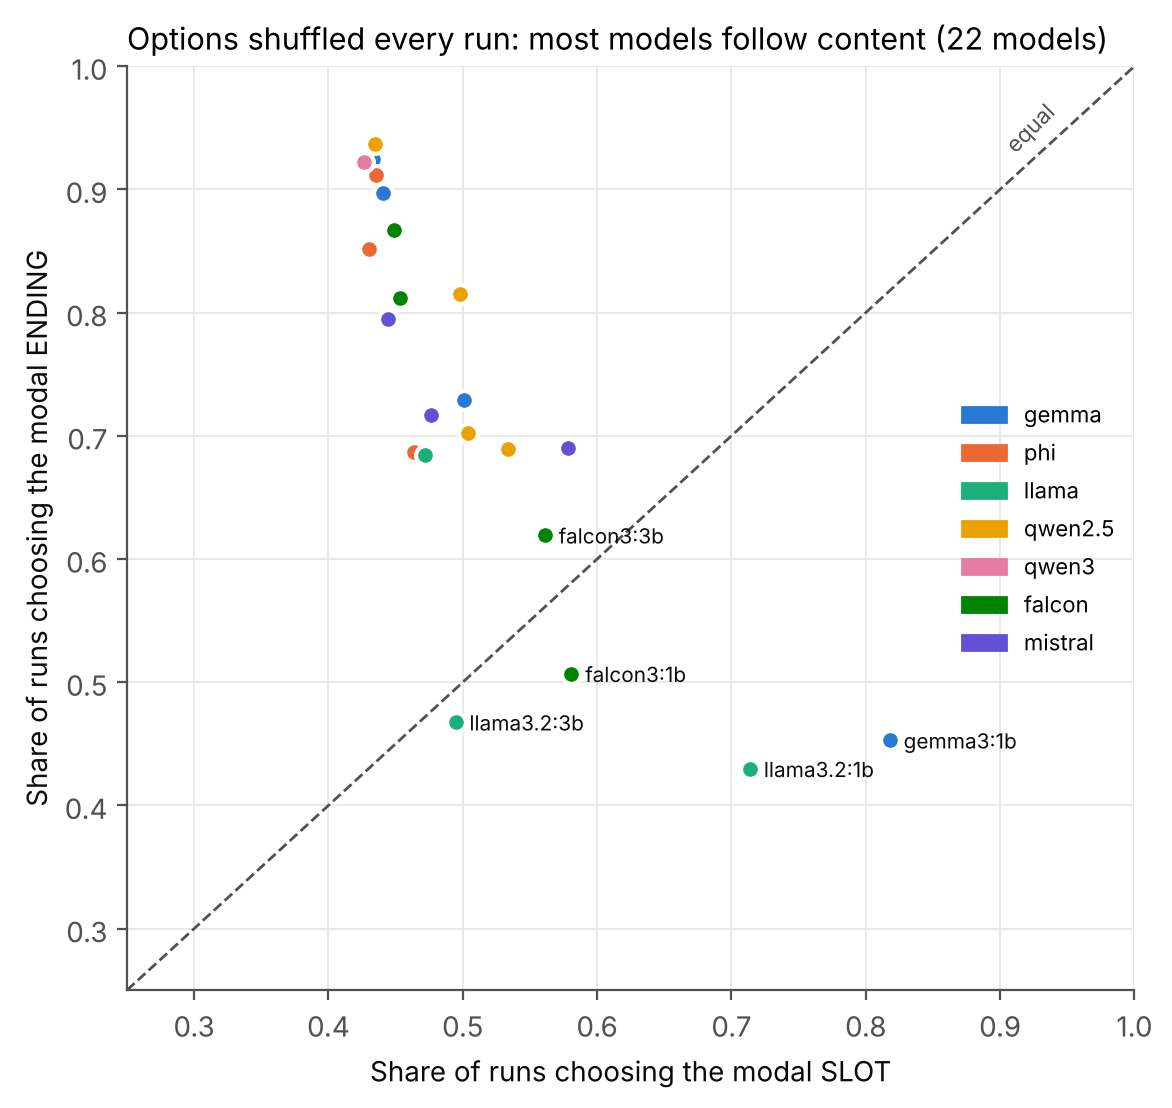 Options shuffled every run: most models follow content (22 models)
1.0
0.9
0.8
0.7
0.6
0.5
0.4
0.3
Share of runs choosing the modal ENDING
equal
gemma
phi
llama
qwen2.5
qwen3
falcon
mistral
falcon3:3b
falcon3:1b
llama3.2:3b
gemma3:1b
llama3.2:1b
0.3 0.4 0.5 0.6 0.7 0.8 0.9 1.0
Share of runs choosing the modal SLOT